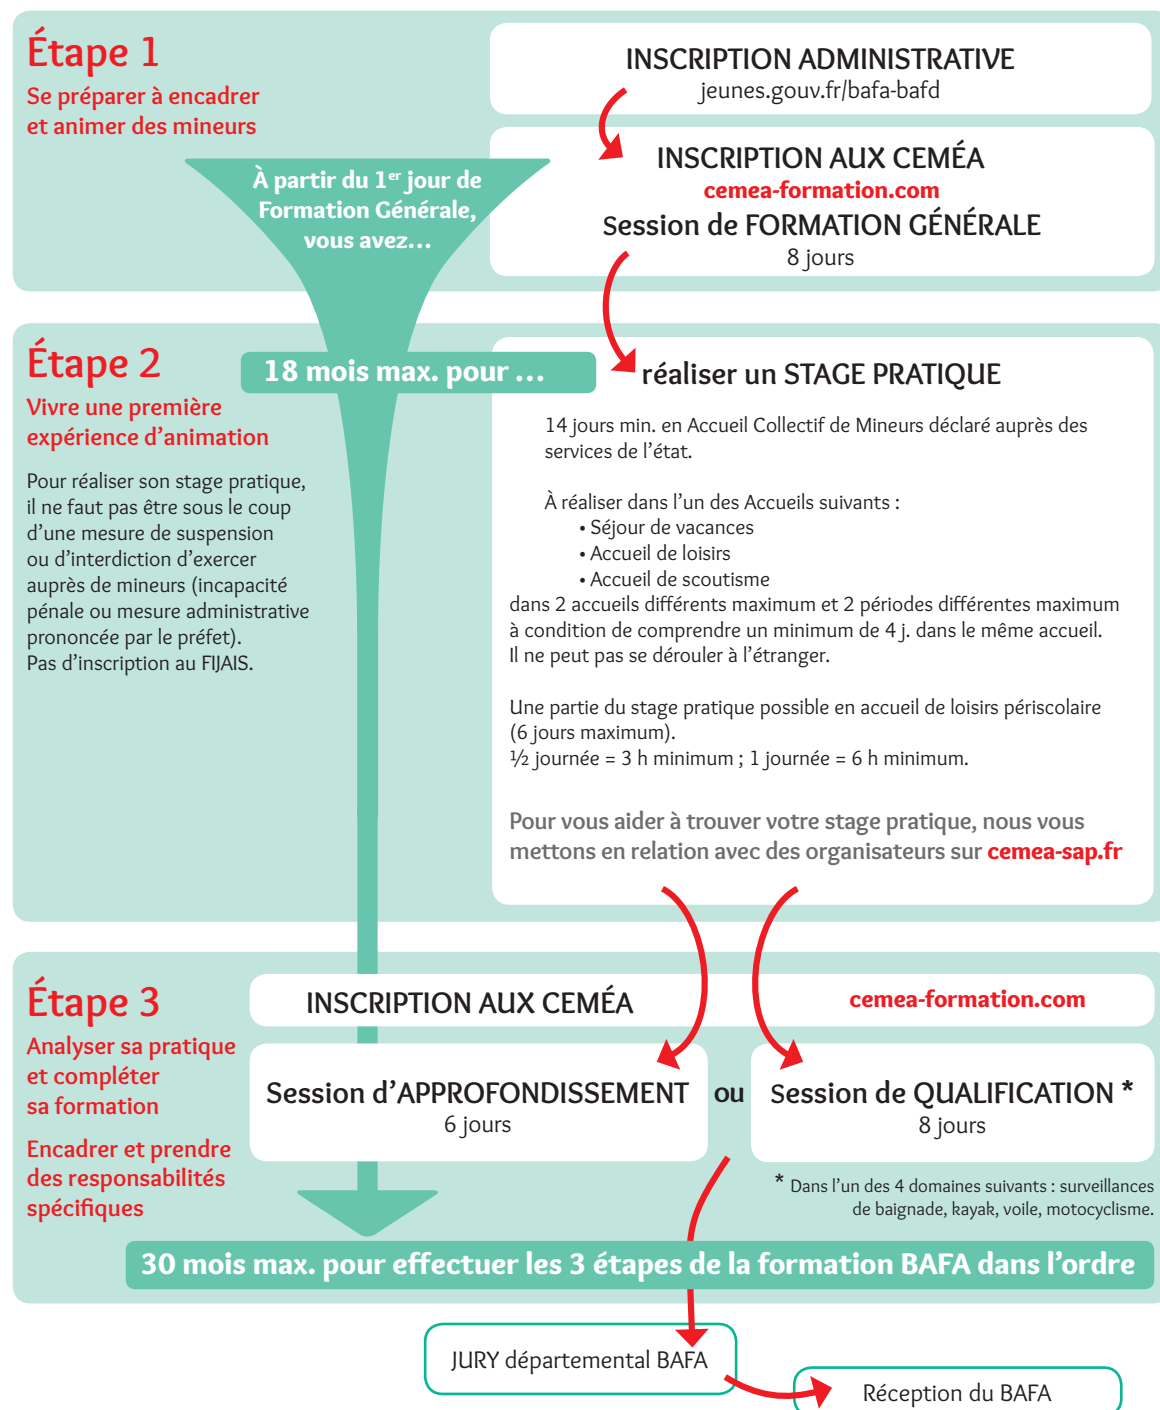 Étape 1
Se préparer à encadrer
et animer des mineurs
INSCRIPTION ADMINISTRATIVE
jeunes.gouv.fr/bafa-bafd
INSCRIPTION AUX CEMÉA
cemea-formation.com
Session de FORMATION GÉNÉRALE
8 jours
À partir du 1er jour de
Formation Générale,
vous avez…
Étape 2
Vivre une première
expérience d’animation
Pour réaliser son stage pratique,
il ne faut pas être sous le coup
d’une mesure de suspension
ou d’interdiction d’exercer
auprès de mineurs (incapacité
pénale ou mesure administrative
prononcée par le préfet).
Pas d’inscription au FIJAIS.
18 mois max. pour …
réaliser un STAGE PRATIQUE
14 jours min. en Accueil Collectif de Mineurs déclaré auprès des
services de l’état.
À réaliser dans l’un des Accueils suivants :
• Séjour de vacances
• Accueil de loisirs
• Accueil de scoutisme
dans 2 accueils différents maximum et 2 périodes différentes maximum
à condition de comprendre un minimum de 4 j. dans le même accueil.
Il ne peut pas se dérouler à l’étranger.
Une partie du stage pratique possible en accueil de loisirs périscolaire
(6 jours maximum).
½ journée = 3 h minimum ; 1 journée = 6 h minimum.
Pour vous aider à trouver votre stage pratique, nous vous
mettons en relation avec des organisateurs sur cemea-sap.fr
Étape 3
Analyser sa pratique
et compléter
sa formation
Encadrer et prendre
des responsabilités
spécifiques
INSCRIPTION AUX CEMÉA
cemea-formation.com
Session d’APPROFONDISSEMENT
6 jours
ou
Session de QUALIFICATION *
8 jours
* Dans l’un des 4 domaines suivants : surveillances
de baignade, kayak, voile, motocyclisme.
30 mois max. pour effectuer les 3 étapes de la formation BAFA dans l’ordre
JURY départemental BAFA
Réception du BAFA